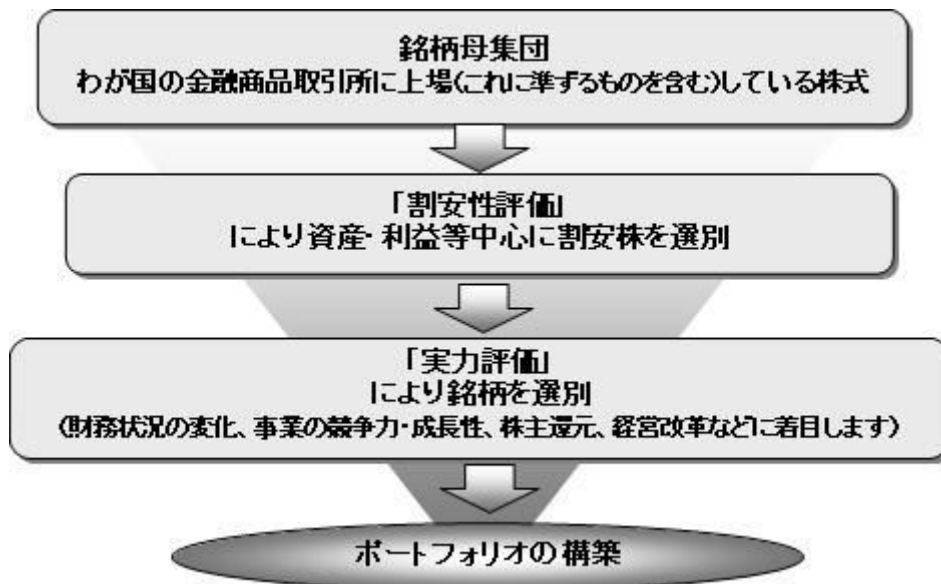 銘柄母集団
わが国の金融商品取引所に上場(これに準ずるものを含む)している株式
「割安性評価」
により資産・利益等中心に割安株を選別
「実力評価」
により銘柄を選別
(財務状況の変化、事業の競争力・成長性、株主還元、経営改革などに着目します)
ポートフォリオの構築